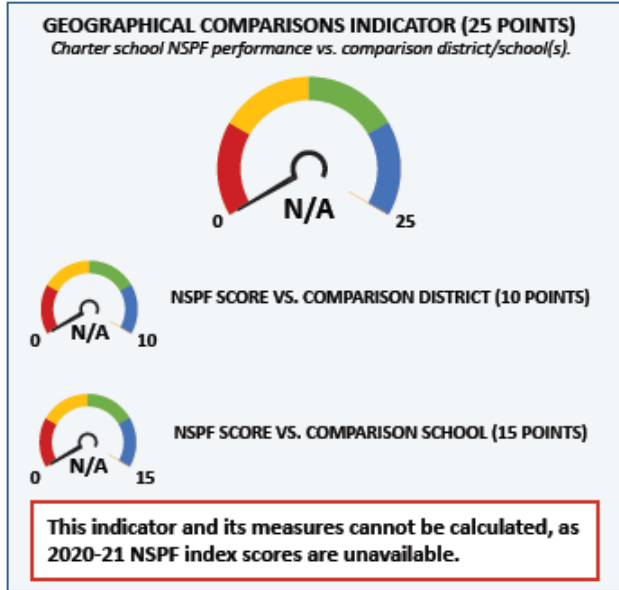 GEOGRAPHICAL COMPARISONS INDICATOR (25 POINTS)
Charter school NSPF performance vs. comparison district/school(s).
N/A
0
25
NSPF SCORE VS. COMPARISON DISTRICT (10 POINTS)
N/A
0
10
NSPF SCORE VS. COMPARISON SCHOOL (15 POINTS)
N/A
0
15
This indicator and its measures cannot be calculated, as
2020-21 NSPF index scores are unavailable.